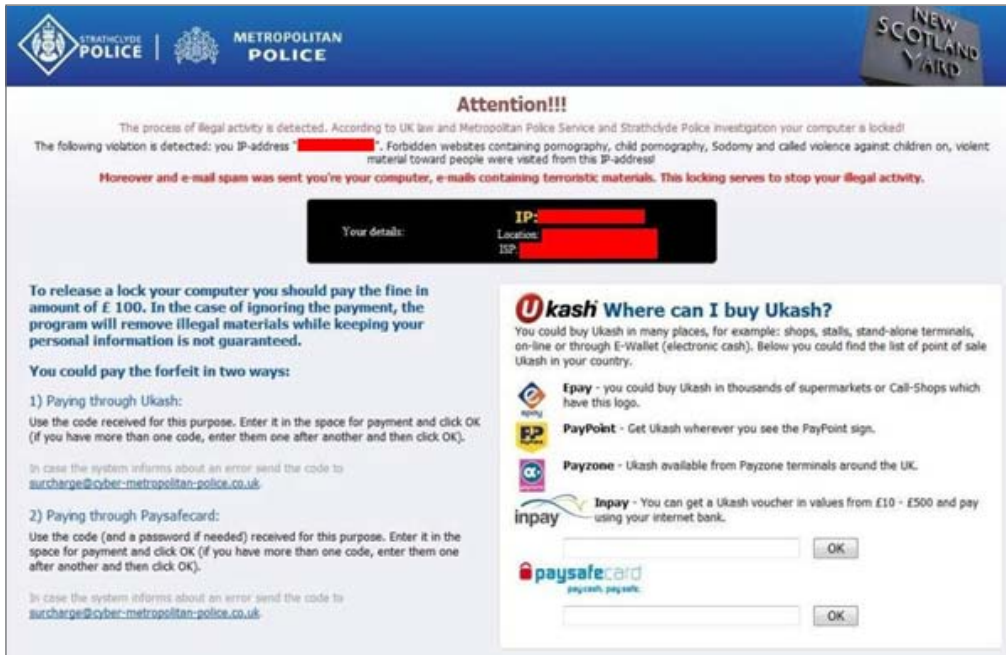 STRATHCLYDE
POLICE
METROPOLITAN
POLICE
NEW
SCOTLAND
YARD
Attention!!!
The process of illegal activity is detected. According to UK law and Metropolitan Police Service and Strathclyde Police investigation your computer is locked!
The following violation is detected: you IP-address "                ". Forbidden websites containing pornography, child pornography, Sodomy and called violence against children on, violent
material toward people were visited from this IP-address!
Moreover and e-mail spam was sent you're your computer, e-mails containing terroristic materials. This locking serves to stop your illegal activity.
Your details:
IP:
Location:
ISP:
To release a lock your computer you should pay the fine in
amount of £ 100. In the case of ignoring the payment, the
program will remove illegal materials while keeping your
personal information is not guaranteed.
You could pay the forfeit in two ways:
1) Paying through Ukash:
Use the code received for this purpose. Enter it in the space for payment and click OK
(if you have more than one code, enter them one after another and then click OK).
In case the system informs about an error send the code to
surcharge@cyber-metropolitan-police.co.uk.
2) Paying through Paysafecard:
Use the code (and a password if needed) received for this purpose. Enter it in the
space for payment and click OK (if you have more than one code, enter them one
after another and then click OK).
In case the system informs about an error send the code to
surcharge@cyber-metropolitan-police.co.uk.
Ukash Where can I buy Ukash?
You could buy Ukash in many places, for example: shops, stalls, stand-alone terminals,
on-line or through E-Wallet (electronic cash). Below you could find the list of point of sale
Ukash in your country.
epay
Epay - you could buy Ukash in thousands of supermarkets or Call-Shops which
have this logo.
PayPoint - Get Ukash wherever you see the PayPoint sign.
Payzone - Ukash available from Payzone terminals around the UK.
inpay
Inpay - You can get a Ukash voucher in values from £10 - £500 and pay
using your internet bank.
OK
paysafecard
pay cash. pay safe.
OK